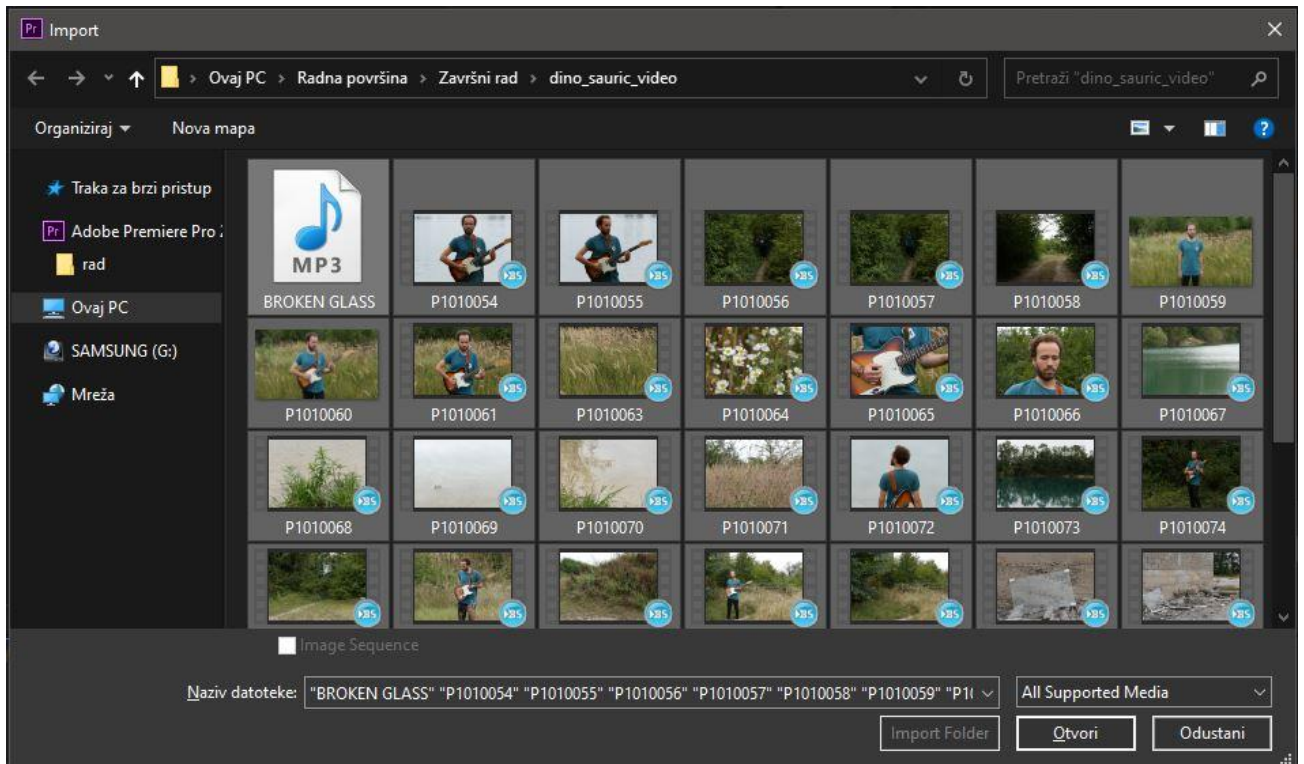 Pr Import
Ovaj PC > Radna površina > Završni rad > dino_sauric_video
Pretraži "dino_sauric_video"
Organiziraj
Nova mapa
Traka za brzi pristup
Pr Adobe Premiere Pro
rad
Ovaj PC
SAMSUNG (G:)
Mreža
MP3
BROKEN GLASS P1010054 P1010055 P1010056 P1010057 P1010058 P1010059
P1010060 P1010061 P1010063 P1010064 P1010065 P1010066 P1010067
P1010068 P1010069 P1010070 P1010071 P1010072 P1010073 P1010074
Image Sequence
Naziv datoteke: "BROKEN GLASS" "P1010054" "P1010055" "P1010056" "P1010057" "P1010058" "P1010059" "P1(
All Supported Media
Import Folder Otvori Odustani